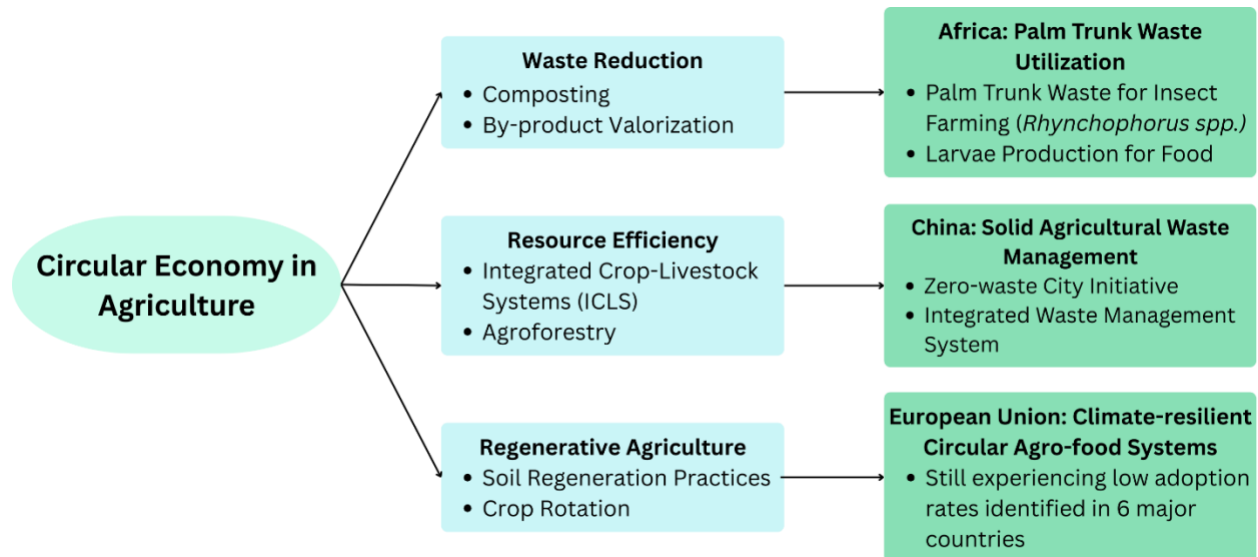 Circular Economy in
Agriculture
Waste Reduction
• Composting
• By-product Valorization
Resource Efficiency
• Integrated Crop-Livestock
Systems (ICLS)
• Agroforestry
Regenerative Agriculture
• Soil Regeneration Practices
• Crop Rotation
Africa: Palm Trunk Waste
Utilization
• Palm Trunk Waste for Insect
Farming (Rhynchophorus spp.)
• Larvae Production for Food
China: Solid Agricultural Waste
Management
• Zero-waste City Initiative
• Integrated Waste Management
System
European Union: Climate-resilient
Circular Agro-food Systems
• Still experiencing low adoption
rates identified in 6 major
countries